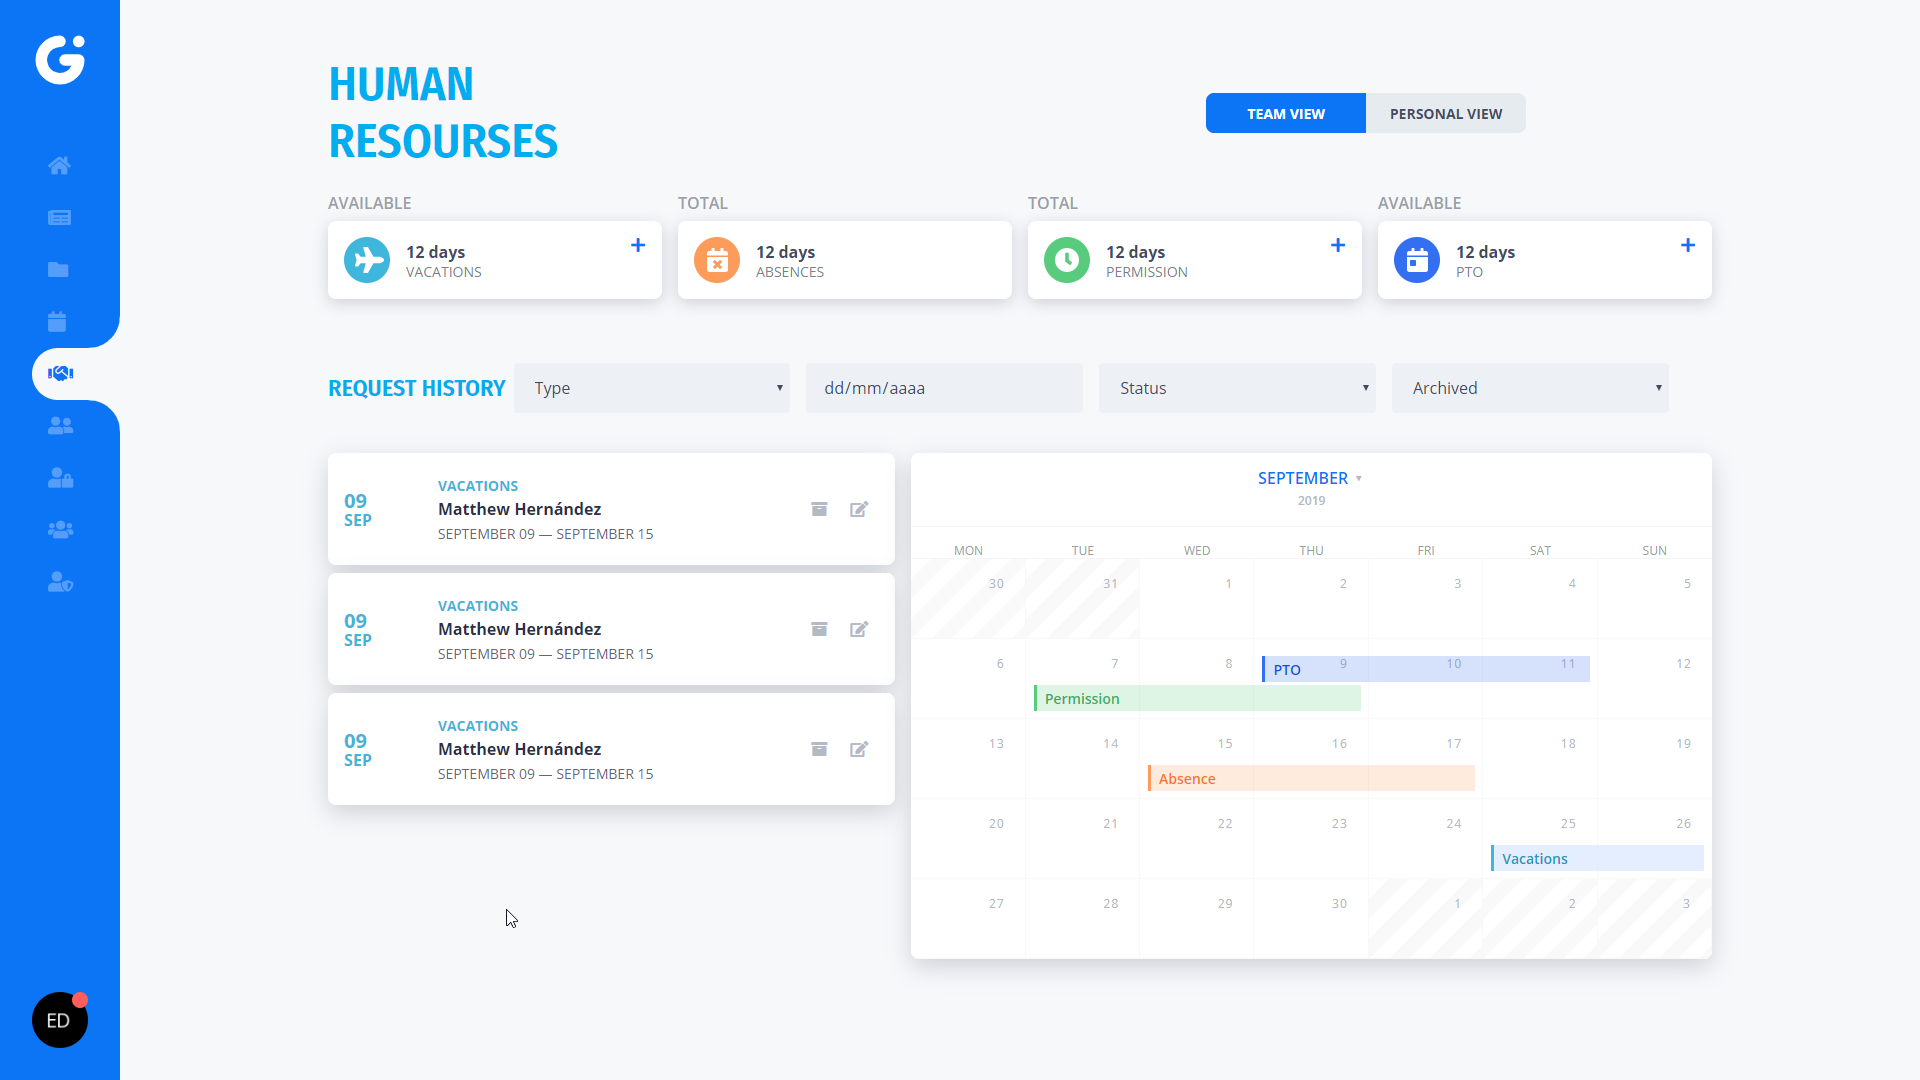 HUMAN
RESOURSES
TEAM VIEW
PERSONAL VIEW
AVAILABLE
12 days
VACATIONS
TOTAL
12 days
ABSENCES
TOTAL
12 days
PERMISSION
AVAILABLE
12 days
PTO
REQUEST HISTORY
Type
dd/mm/aaaa
Status
Archived
09
SEP
VACATIONS
Matthew Hernández
SEPTEMBER 09 — SEPTEMBER 15
09
SEP
VACATIONS
Matthew Hernández
SEPTEMBER 09 — SEPTEMBER 15
09
SEP
VACATIONS
Matthew Hernández
SEPTEMBER 09 — SEPTEMBER 15
SEPTEMBER
2019
MON TUE WED THU FRI SAT SUN
30 31 1 2 3 4 5
6 7 8 9 10 11 12
PTO
Permission
13 14 15 16 17 18 19
Absence
20 21 22 23 24 25 26
Vacations
27 28 29 30 1 2 3
ED